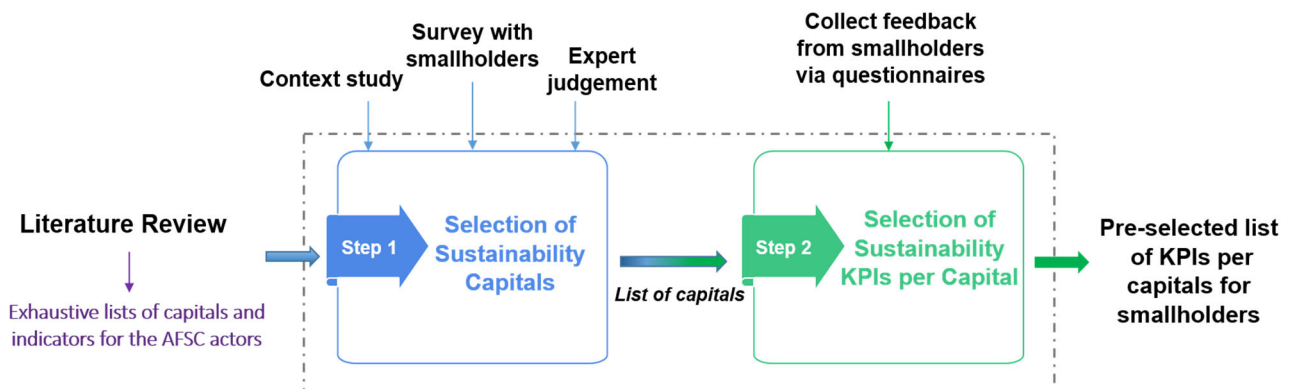 Survey with
smallholders
Context study
Expert
judgement
Collect feedback
from smallholders
via questionnaires
Literature Review
Exhaustive lists of capitals and
indicators for the AFSC actors
Step 1
Selection of
Sustainability
Capitals
List of capitals
Step 2
Selection of
Sustainability
KPIs per Capital
Pre-selected list
of KPIs per
capitals for
smallholders